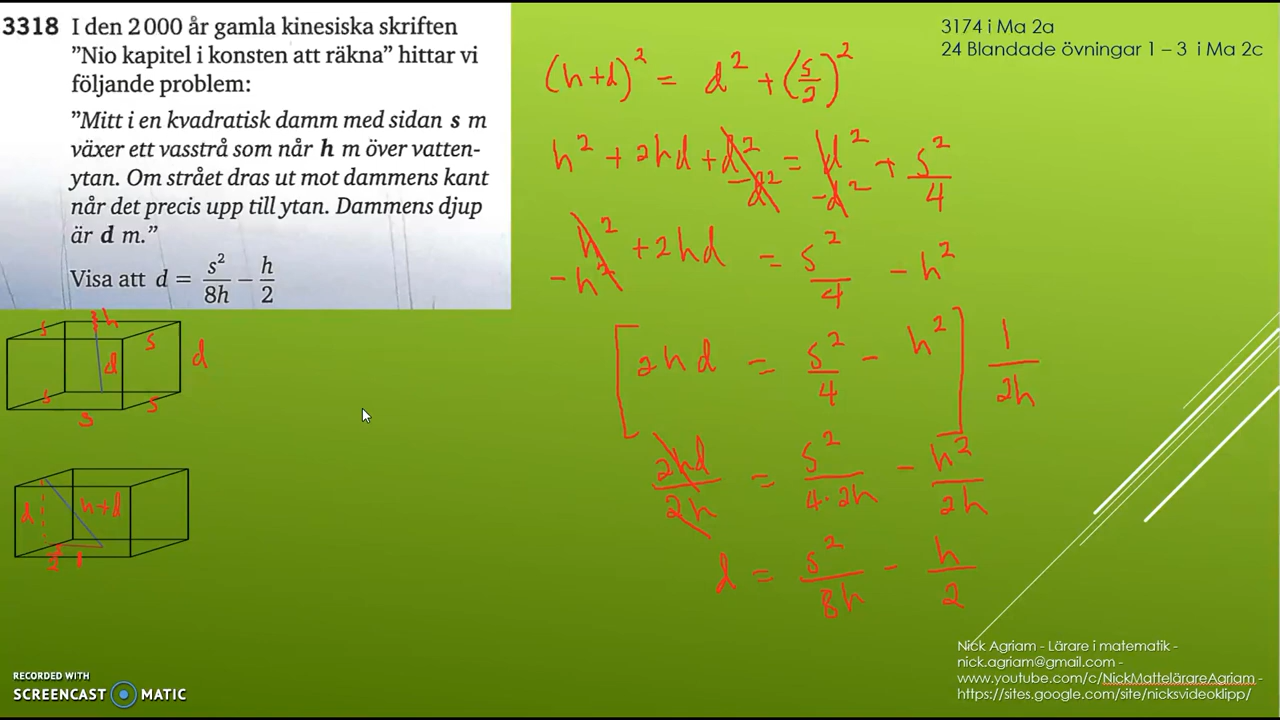 3318 I den 2 000 år gamla kinesiska skriften
”Nio kapitel i konsten att räkna” hittar vi
följande problem:
”Mitt i en kvadratisk damm med sidan s m
växer ett vasstrå som når h m över vatten-
ytan. Om strået dras ut mot dammens kant
når det precis upp till ytan. Dammens djup
är d m.”
Visa att d = s²/8h − h/2
s h s d d
s s s
d h+d
3174 i Ma 2a
24 Blandade övningar 1 – 3 i Ma 2c
(h+d)² = d² + (s/2)²
h² + 2hd + d² − d² = d² − d² + s²/4
h² − h² + 2hd = s²/4 − h²
[2hd = s²/4 − h²] 1/2h
2hd/2h = s²/4·2h − h²/2h
d = s²/8h − h/2
RECORDED WITH
SCREENCAST MATIC
Nick Agriam - Lärare i matematik -
nick.agriam@gmail.com -
www.youtube.com/c/NickMattelärareAgriam -
https://sites.google.com/site/nicksvideoklipp/